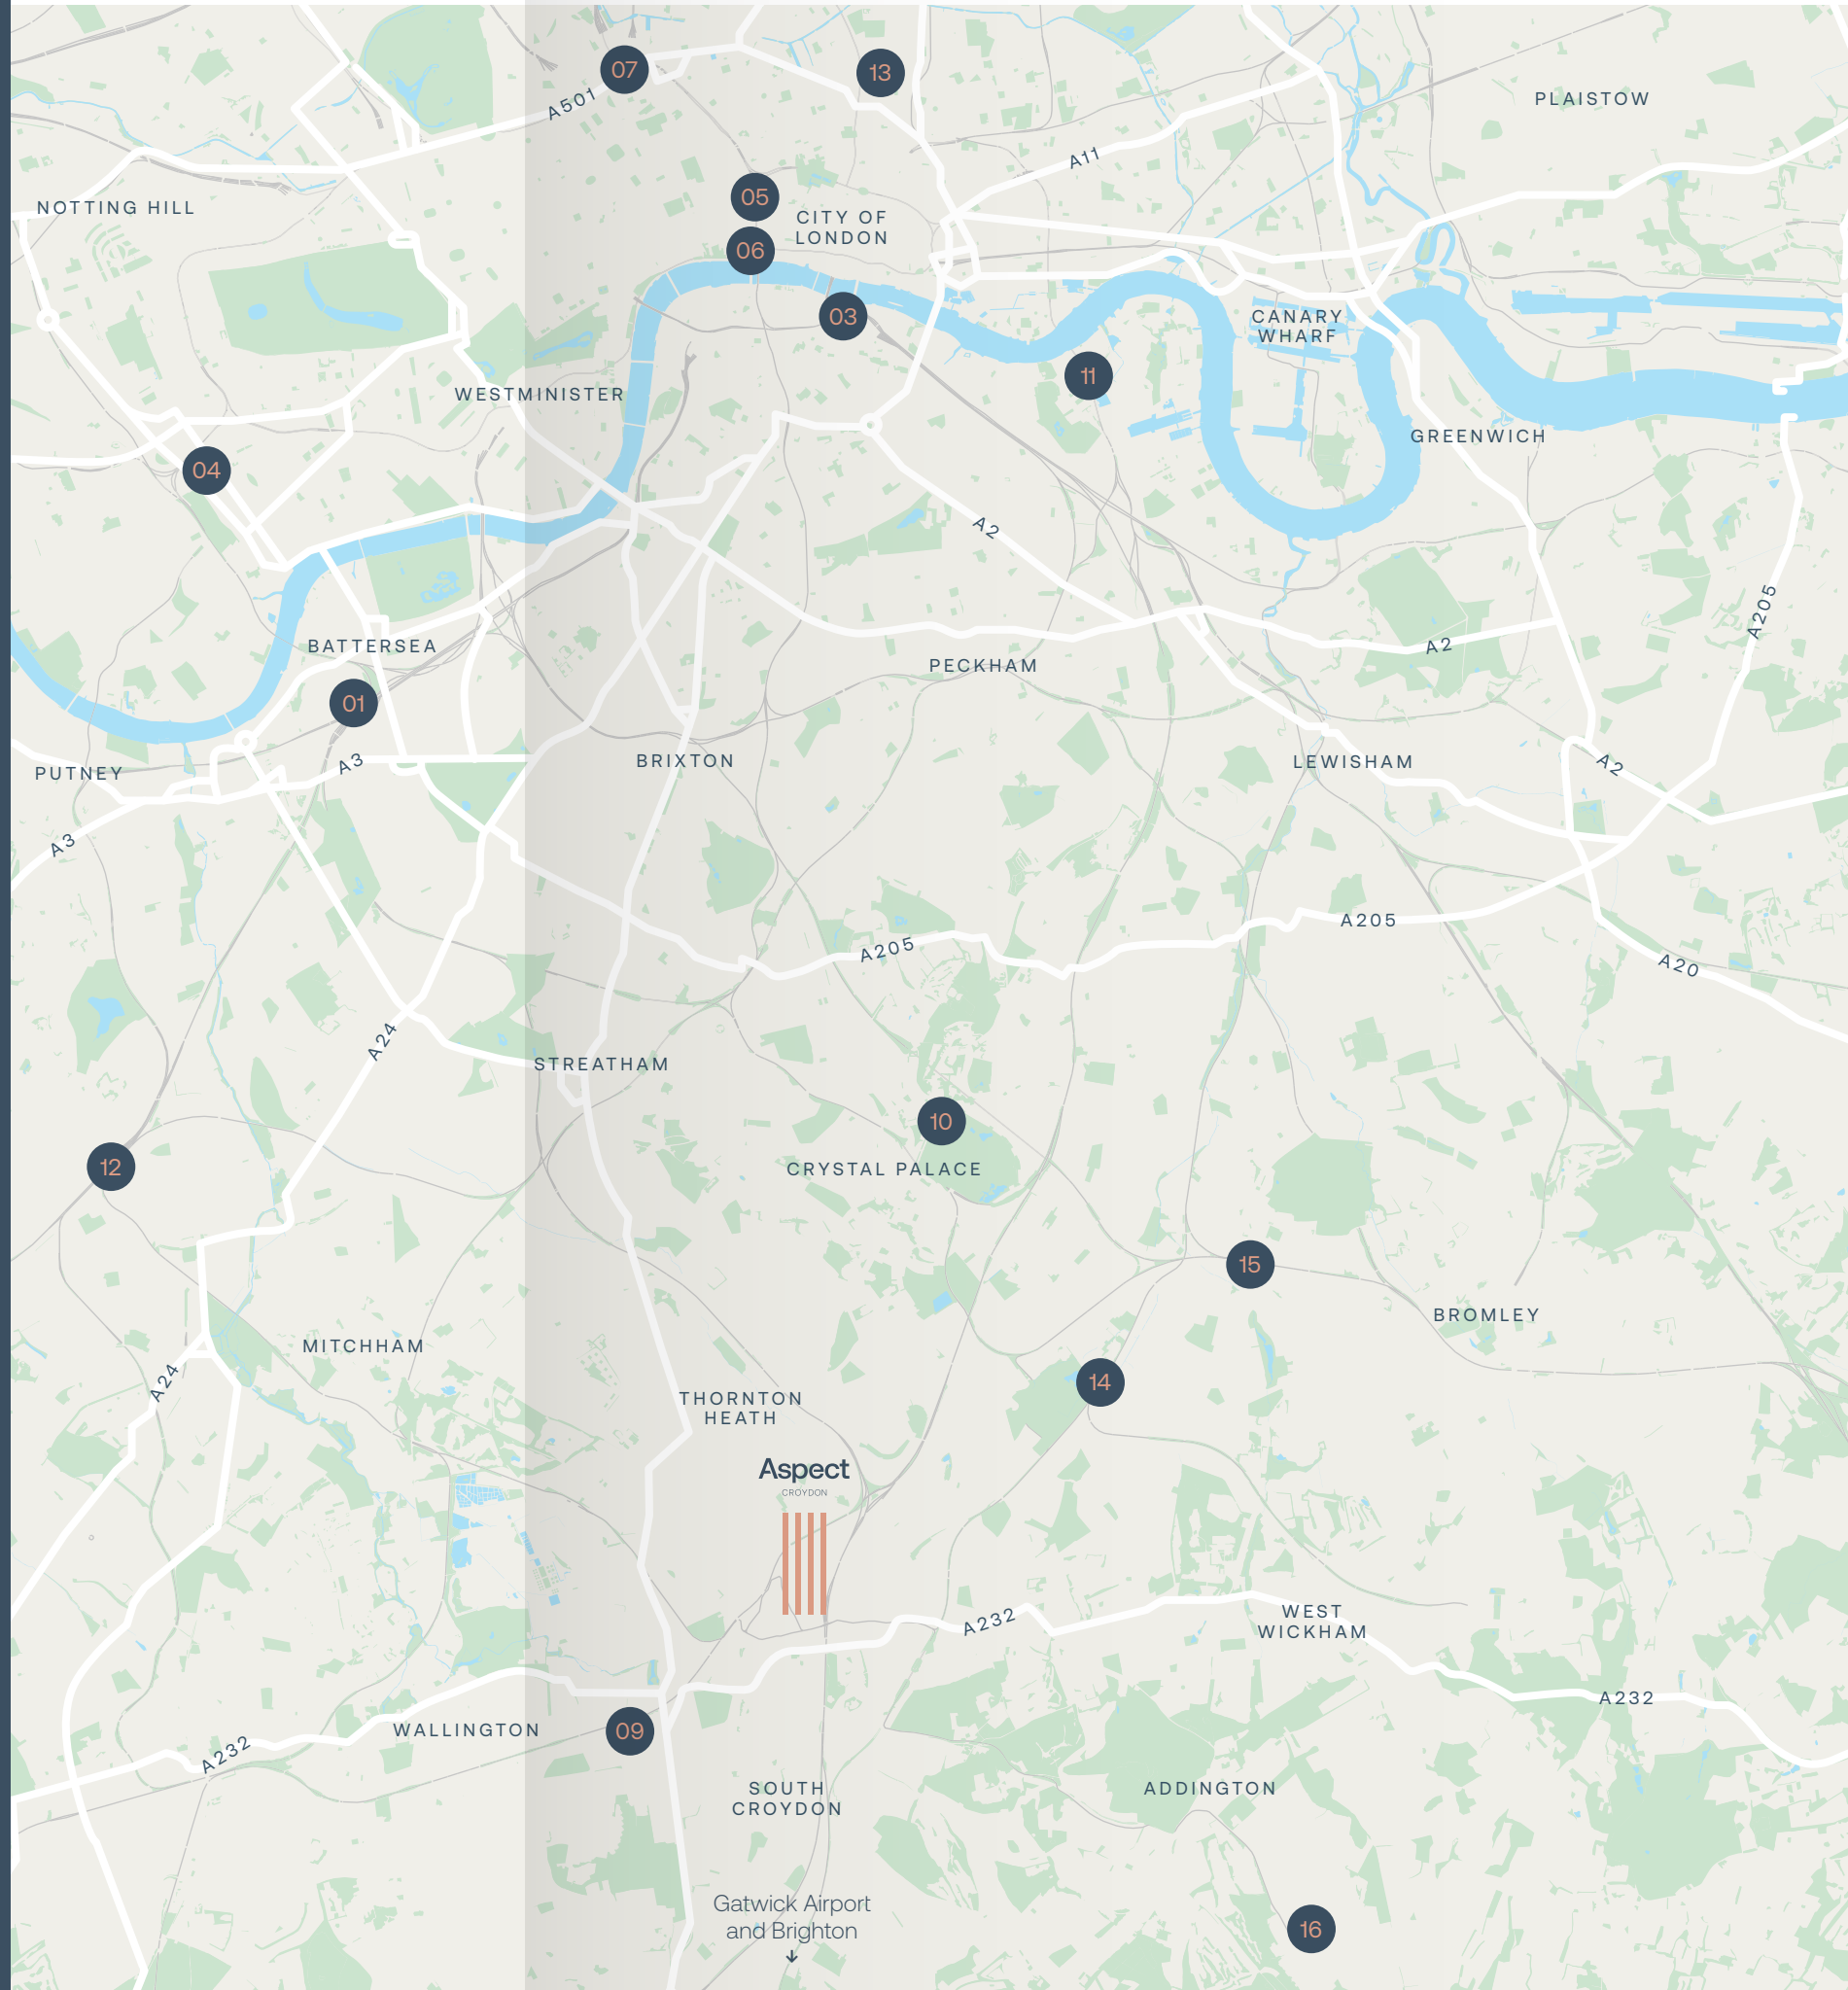 07
13
PLAISTOW
A501
A11
05
NOTTING HILL
CITY OF
LONDON
06
03
CANARY
WHARF
11
WESTMINISTER
GREENWICH
04
A2
A205
BATTERSEA
A2
PECKHAM
01
BRIXTON
LEWISHAM
A3
A2
PUTNEY
A3
A205
A205
A20
A24
STREATHAM
10
12
CRYSTAL PALACE
15
BROMLEY
MITCHHAM
A24
14
THORNTON
HEATH
Aspect
CROYDON
A232
WEST
WICKHAM
A232
WALLINGTON
09
A232
SOUTH
CROYDON
ADDINGTON
Gatwick Airport
and Brighton
16